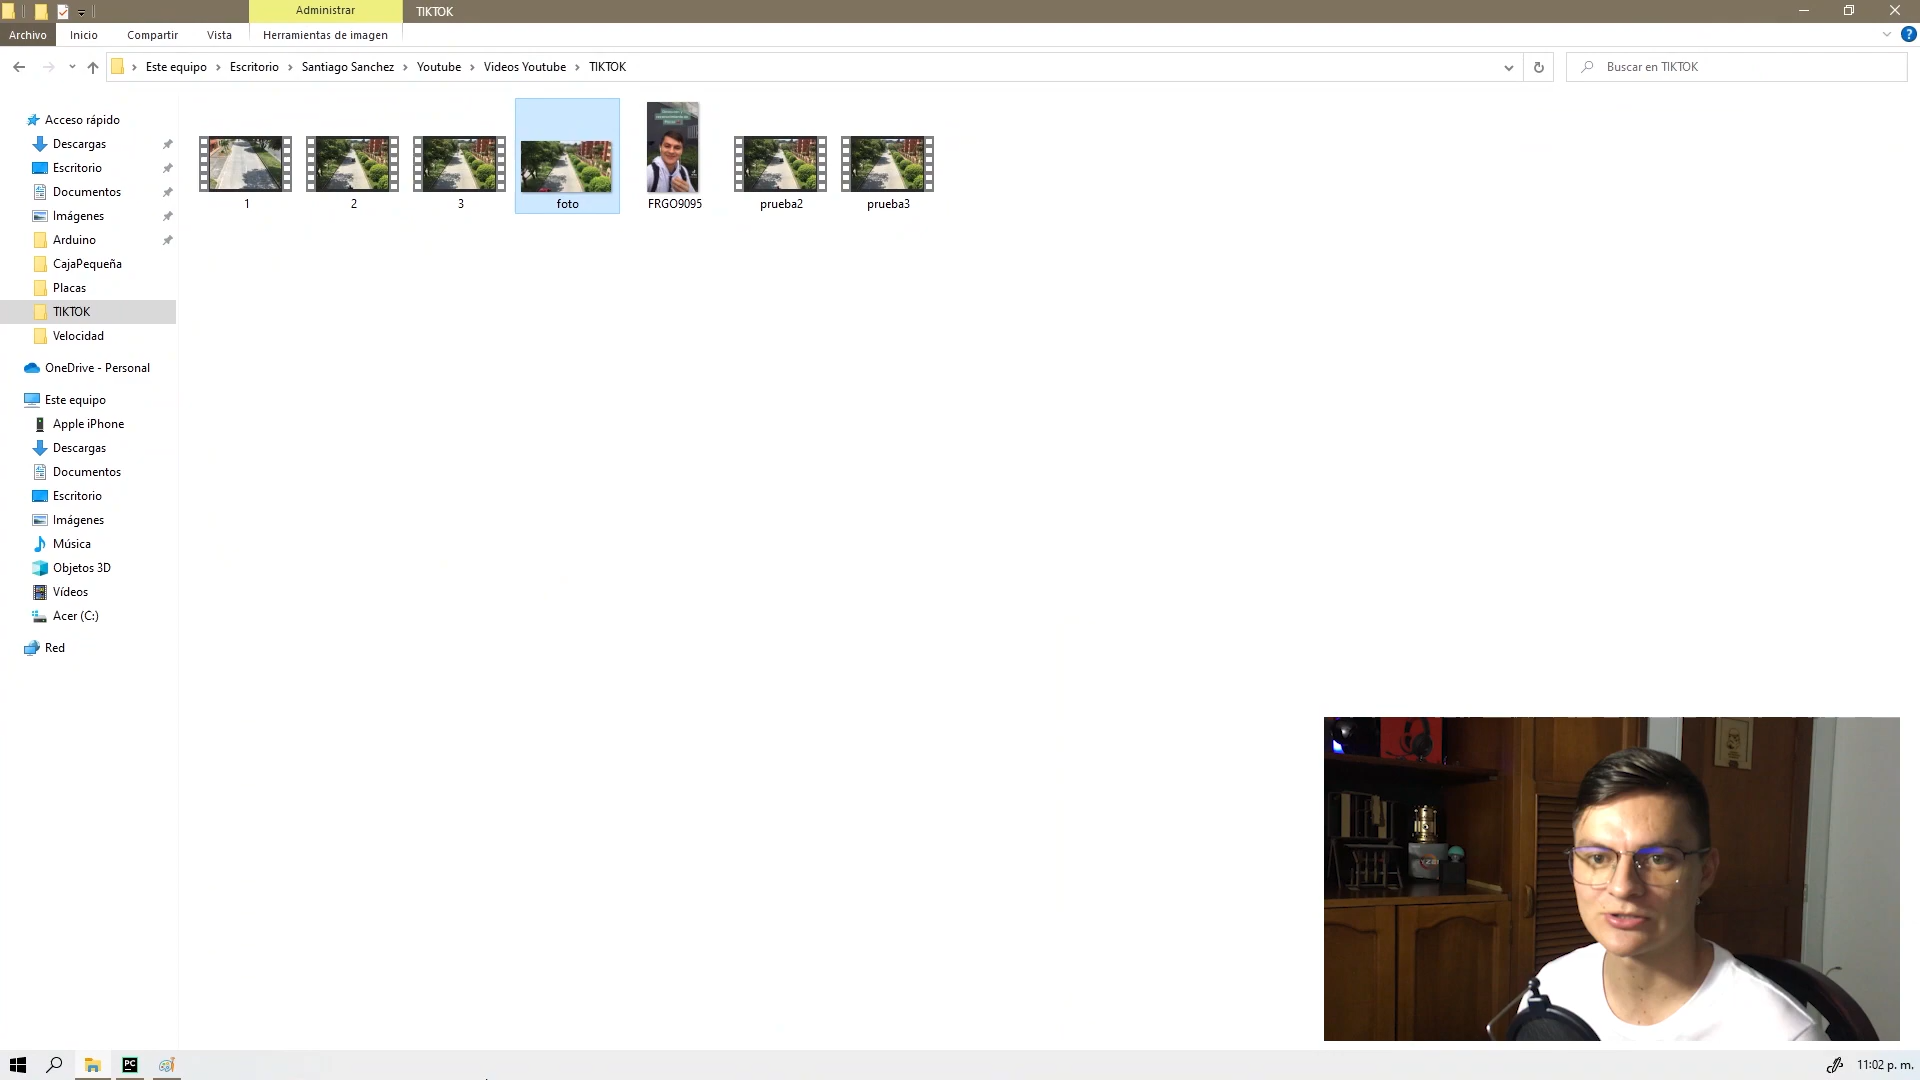 Administrar
TIKTOK
Archivo
Inicio
Compartir
Vista
Herramientas de imagen
?
Este equipo
Escritorio
Santiago Sanchez
Youtube
Videos Youtube
TIKTOK
Buscar en TIKTOK
Acceso rápido
Descargas
Escritorio
Documentos
Imágenes
Arduino
CajaPequeña
Placas
TIKTOK
Velocidad
OneDrive - Personal
Este equipo
Apple iPhone
Descargas
Documentos
Escritorio
Imágenes
Música
Objetos 3D
Vídeos
Acer (C:)
Red
1
2
3
foto
FRGO9095
prueba2
prueba3
PC
11:02 p. m.